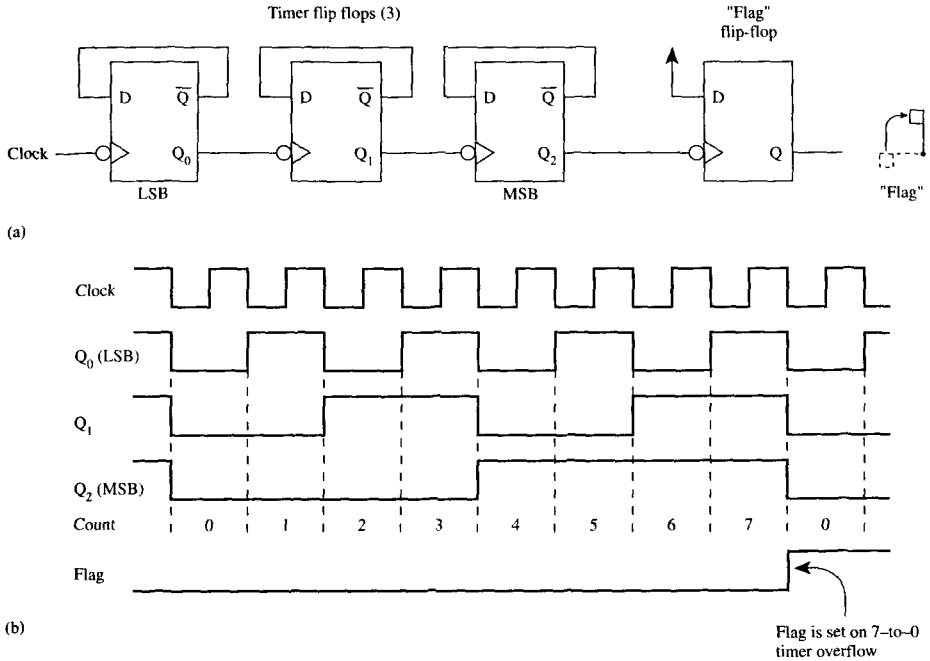 Timer flip flops (3)
"Flag"
flip-flop
D
Q̅
D
Q̅
D
Q̅
D
Clock
Q0
Q1
Q2
Q
LSB
MSB
"Flag"
(a)
Clock
Q0 (LSB)
Q1
Q2 (MSB)
Count 0 1 2 3 4 5 6 7 0
Flag
(b)
Flag is set on 7–to–0
timer overflow